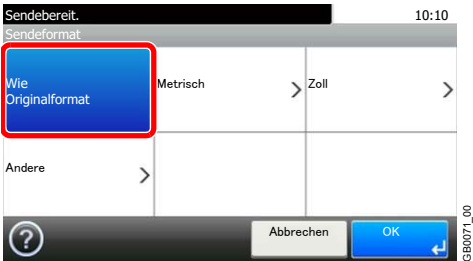 Sendebereit.
10:10
Sendeformat
Wie
Originalformat
Metrisch
Zoll
Andere
?
Abbrechen
OK
GB0071_00